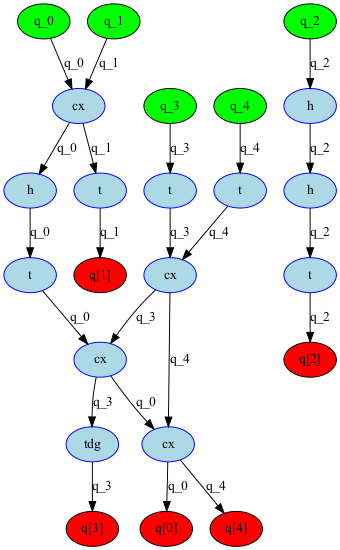 q_0 q_1 q_2
q_0 q_1 q_2
cx q_3 q_4 h
q_0 q_1 q_3 q_4 q_2
h t t t h
q_0 q_1 q_3 q_4 q_2
t q[1] cx t
q_0 q_3 q_4 q_2
cx q[2]
q_3 q_0
tdg cx
q_3 q_0 q_4
q[3] q[0] q[4]